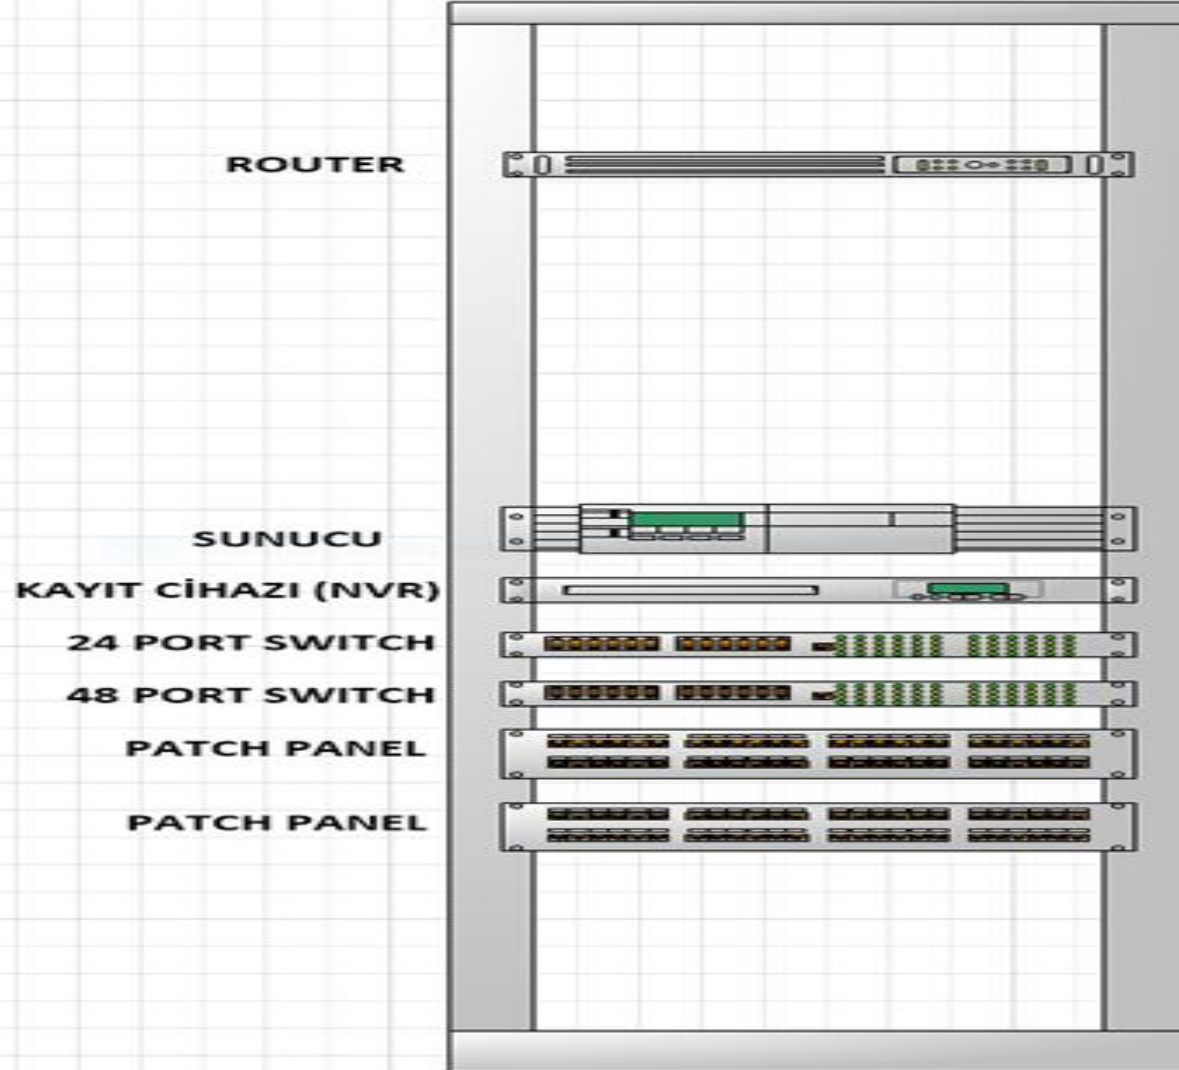 ROUTER
SUNUCU
KAYIT CİHAZI (NVR)
24 PORT SWITCH
48 PORT SWITCH
PATCH PANEL
PATCH PANEL